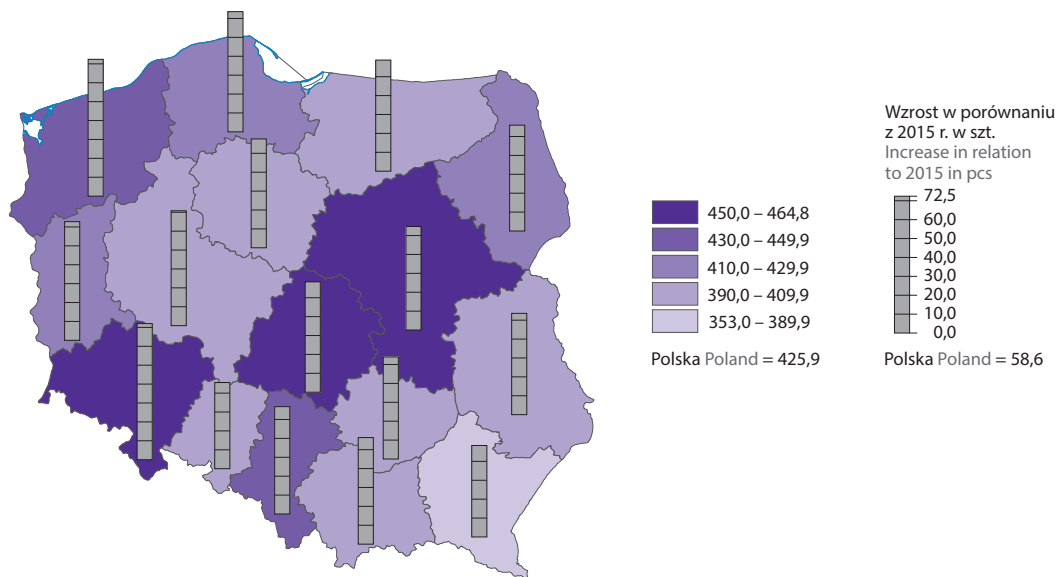 450,0 – 464,8
430,0 – 449,9
410,0 – 429,9
390,0 – 409,9
353,0 – 389,9
Polska Poland = 425,9
Wzrost w porównaniu
z 2015 r. w szt.
Increase in relation
to 2015 in pcs
72,5
60,0
50,0
40,0
30,0
20,0
10,0
0,0
Polska Poland = 58,6